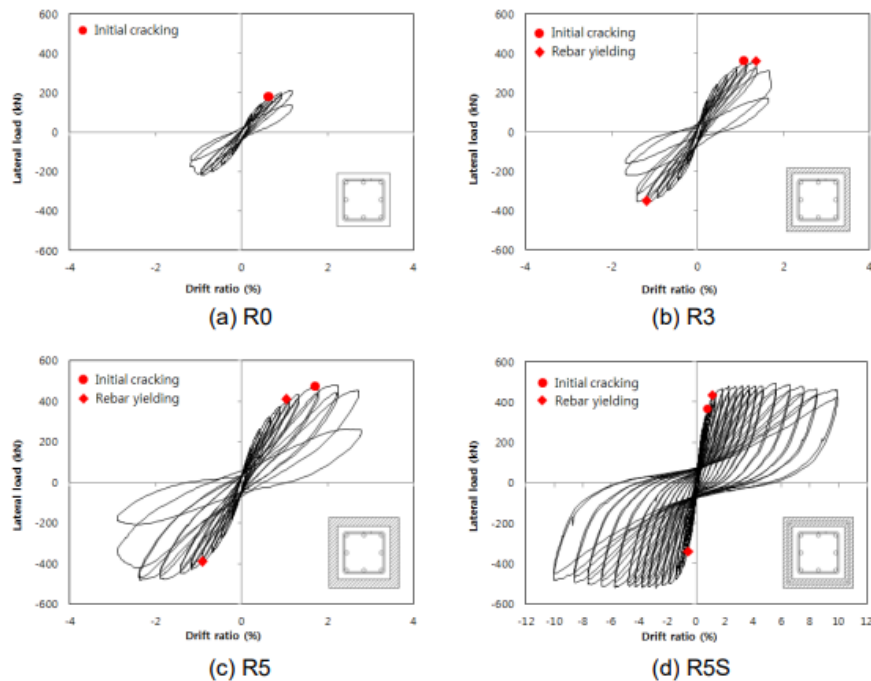 600
400
200
0
-200
-400
-600
-4
-2
0
2
4
Lateral load (kN)
Drift ratio (%)
Initial cracking
(a) R0
600
400
200
0
-200
-400
-600
-4
-2
0
2
4
Lateral load (kN)
Drift ratio (%)
Initial cracking
Rebar yielding
(b) R3
600
400
200
0
-200
-400
-600
-4
-2
0
2
4
Lateral load (kN)
Drift ratio (%)
Initial cracking
Rebar yielding
(c) R5
600
400
200
0
-200
-400
-600
-12 -10 -8 -6 -4 -2 0 2 4 6 8 10 12
Lateral load (kN)
Drift ratio (%)
Initial cracking
Rebar yielding
(d) R5S